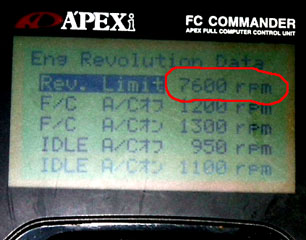 A'PEXi
FC COMMANDER
APEX FULL COMPUTER CONTROL UNIT
Eng Revolution Data
Rev. Limit 7600 rpm
F/C A/Cオフ 1200 rpm
F/C A/Cオン 1300 rpm
IDLE A/Cオフ 950 rpm
IDLE A/Cオン 1100 rpm